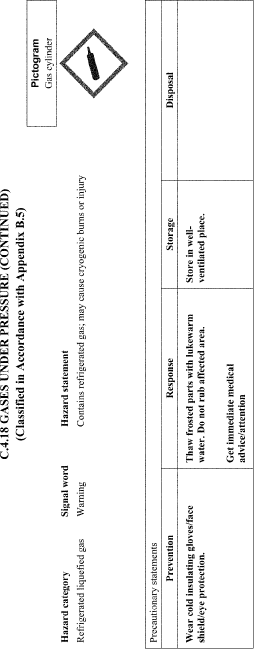 C.4.18 GASES UNDER PRESSURE (CONTINUED)
(Classified in Accordance with Appendix B.5)
Pictogram
Gas cylinder
Hazard category
Signal word
Hazard statement
Refrigerated liquefied gas
Warning
Contains refrigerated gas; may cause cryogenic burns or injury
Precautionary statements
Prevention
Response
Storage
Disposal
Wear cold insulating gloves/face
shield/eye protection.
Thaw frosted parts with lukewarm
water. Do not rub affected area.
Get immediate medical
advice/attention
Store in well-
ventilated place.